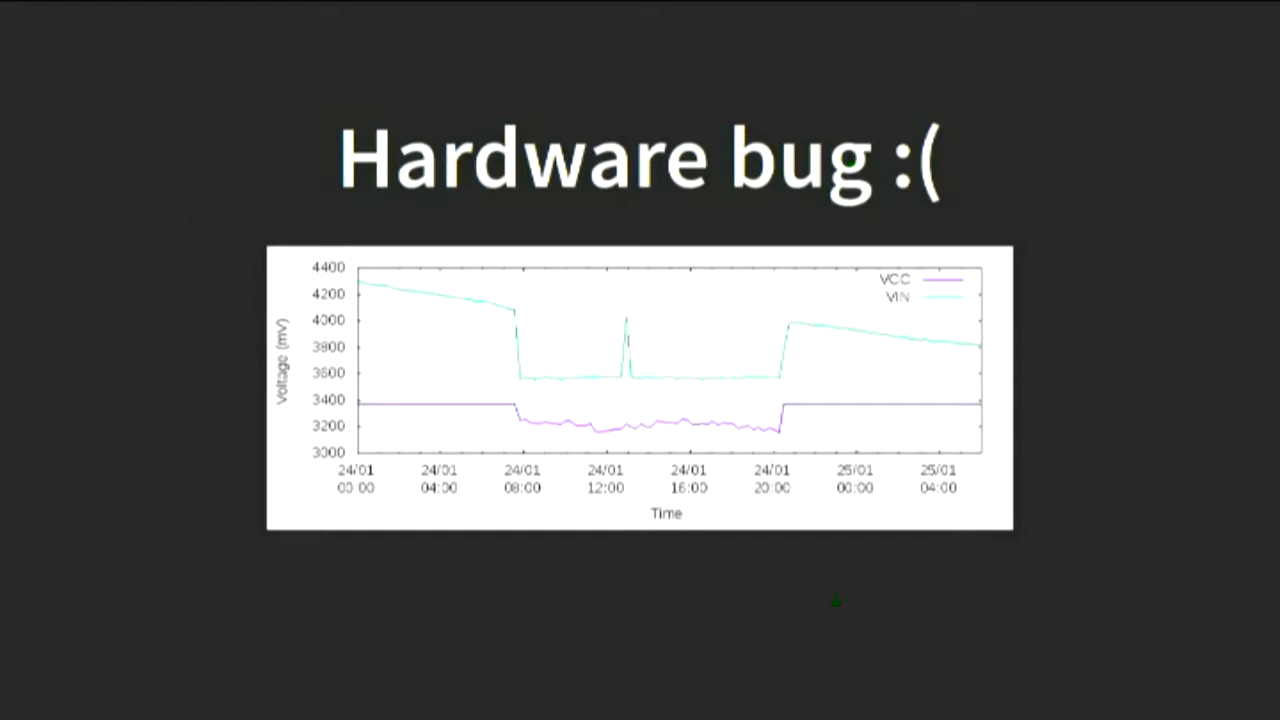 Hardware bug :(
4400
4200
4000
3800
3600
3400
3200
3000
Voltage (mV)
VCC
VIN
24/01 24/01 24/01 24/01 24/01 24/01 25/01 25/01
00:00 04:00 08:00 12:00 16:00 20:00 00:00 04:00
Time